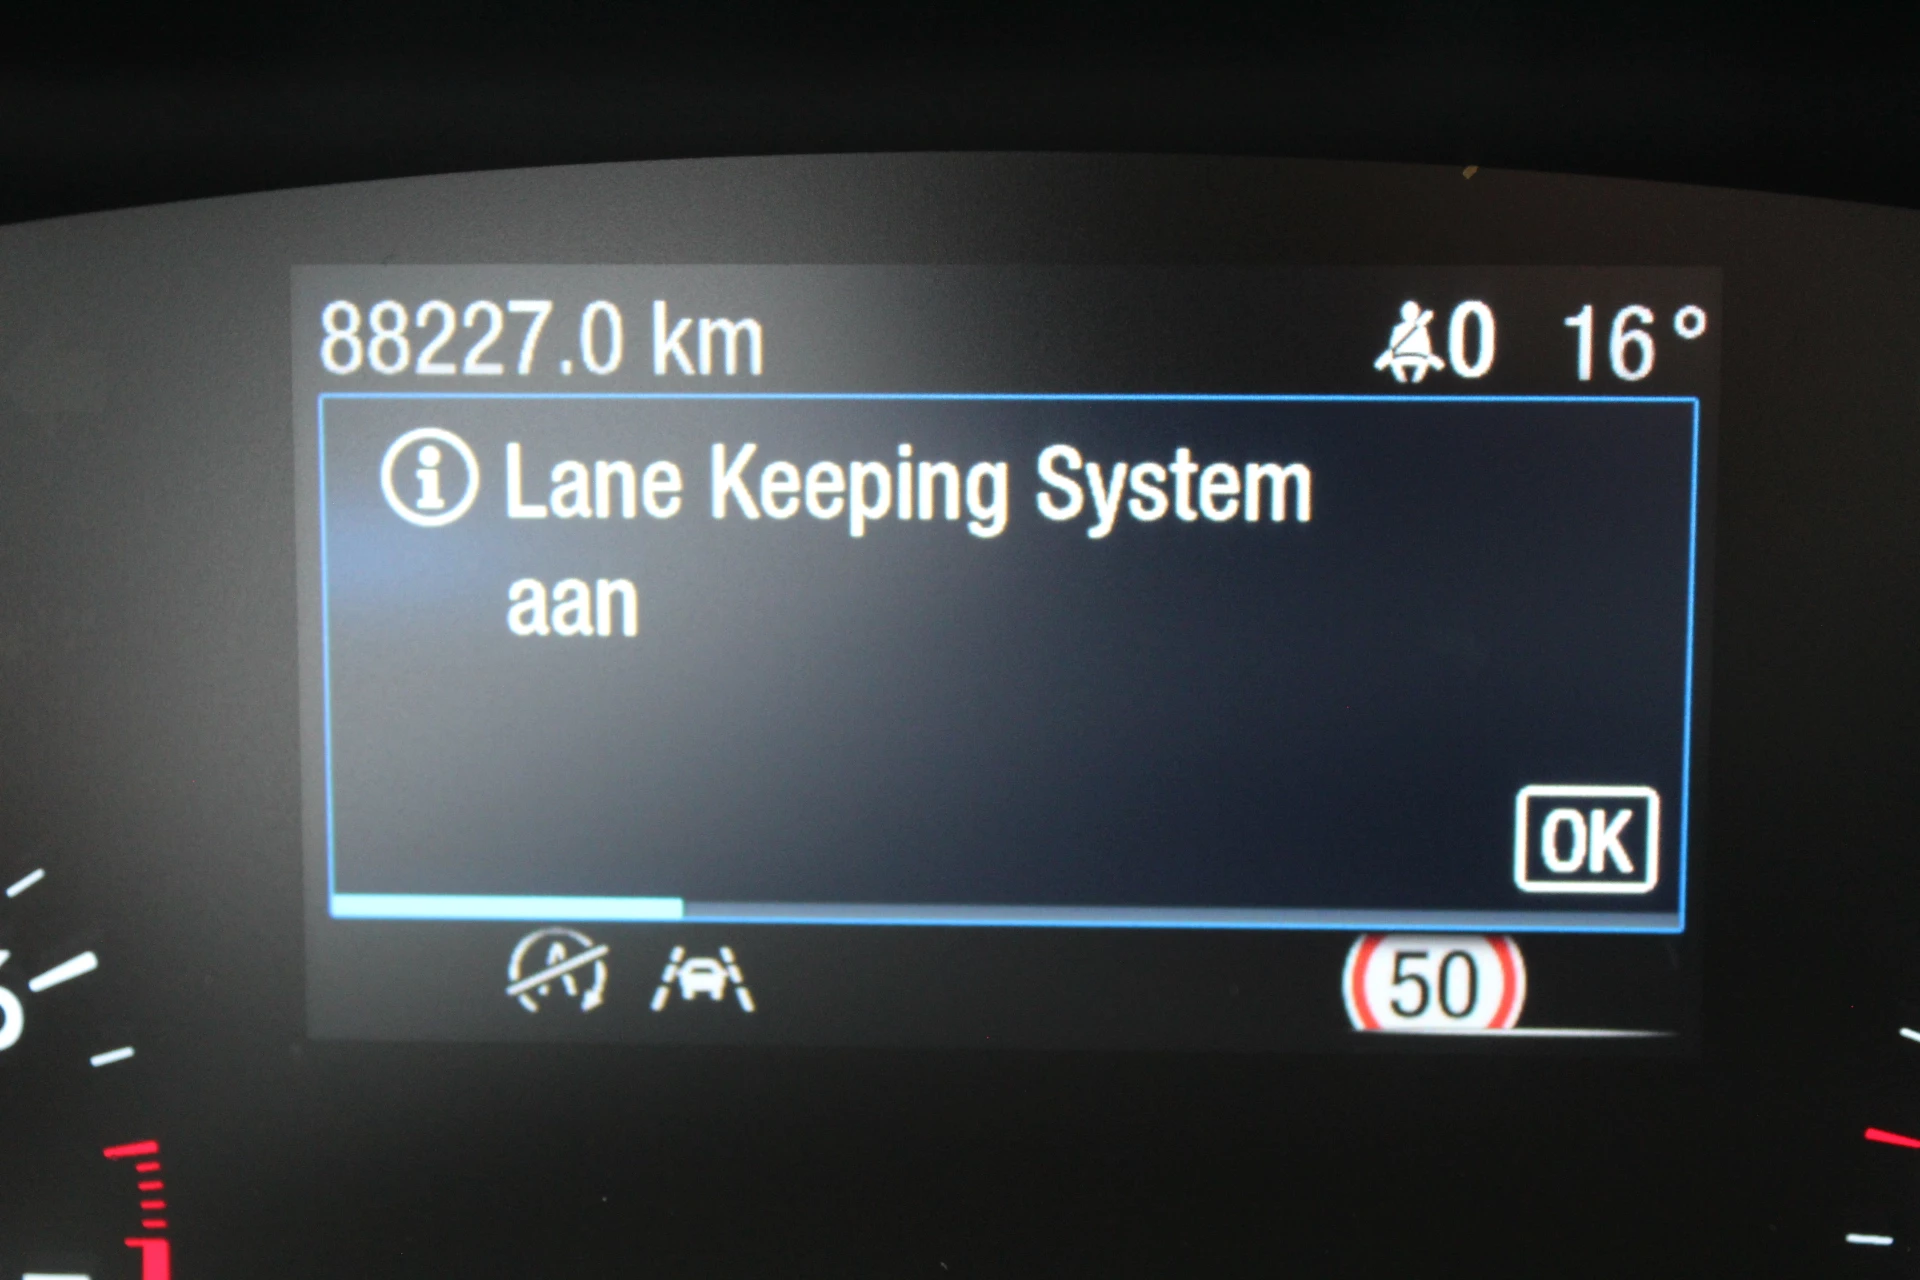 88227.0 km 0 16°
Lane Keeping System
aan
OK
A
50